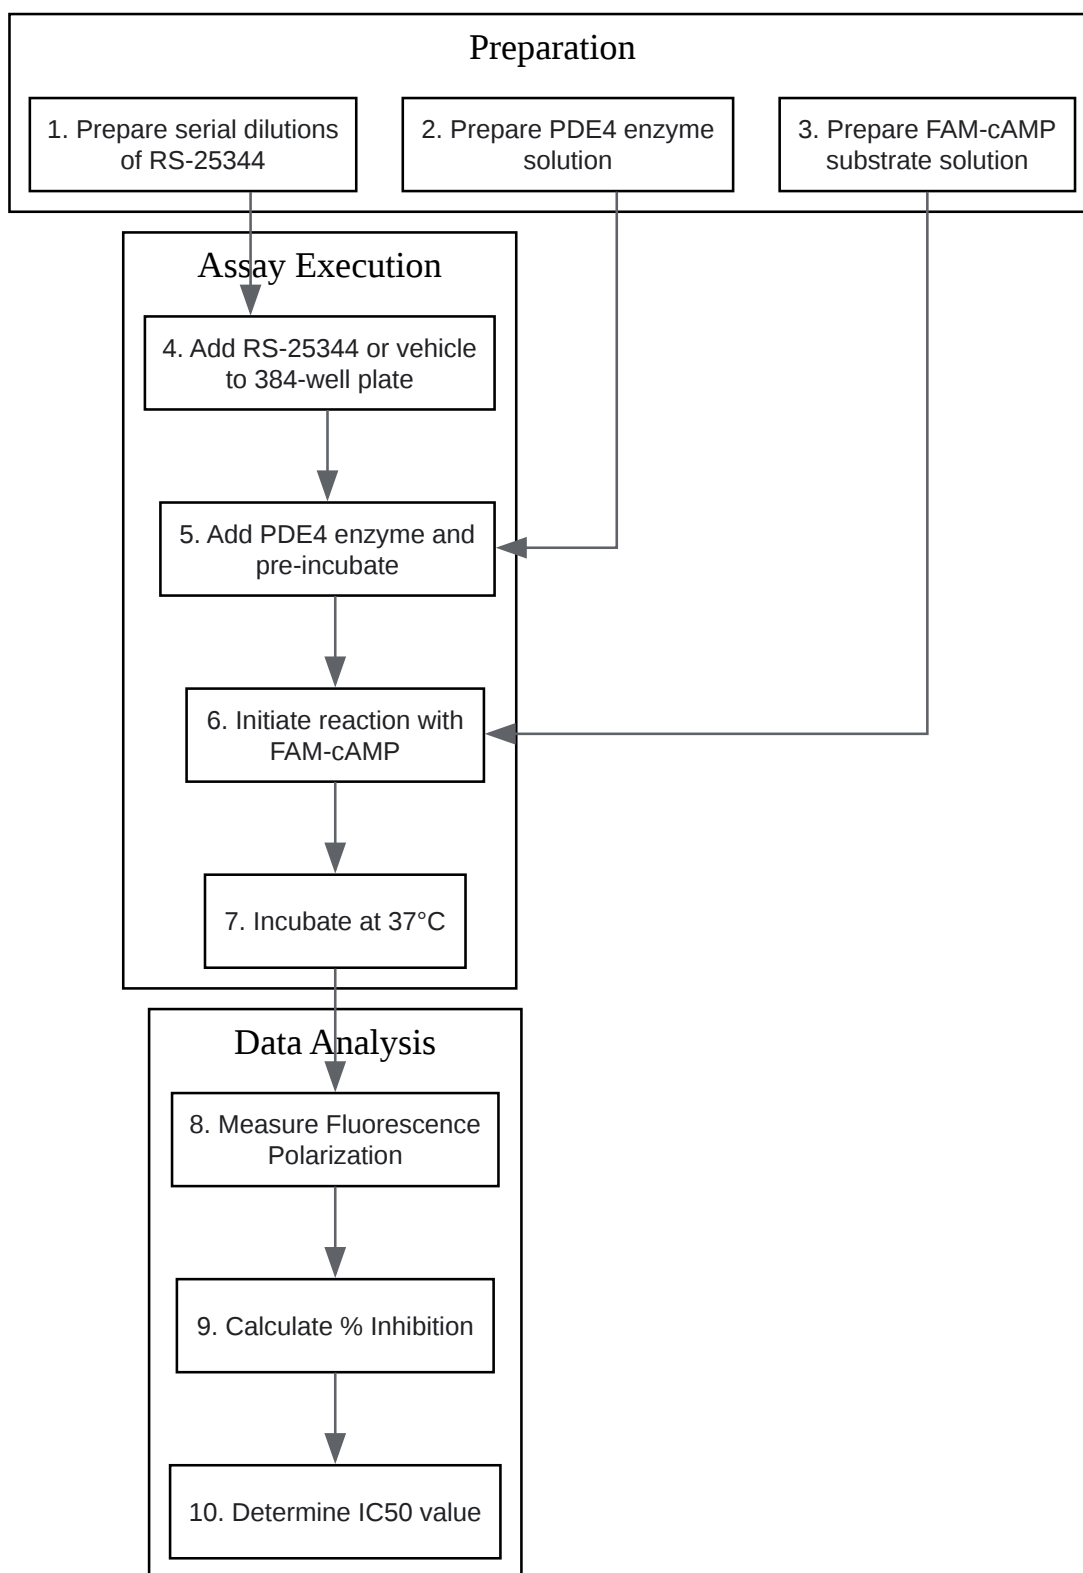 Preparation
1. Prepare serial dilutions
of RS-25344
2. Prepare PDE4 enzyme
solution
3. Prepare FAM-cAMP
substrate solution
Assay Execution
4. Add RS-25344 or vehicle
to 384-well plate
5. Add PDE4 enzyme and
pre-incubate
6. Initiate reaction with
FAM-cAMP
7. Incubate at 37°C
Data Analysis
8. Measure Fluorescence
Polarization
9. Calculate % Inhibition
10. Determine IC50 value